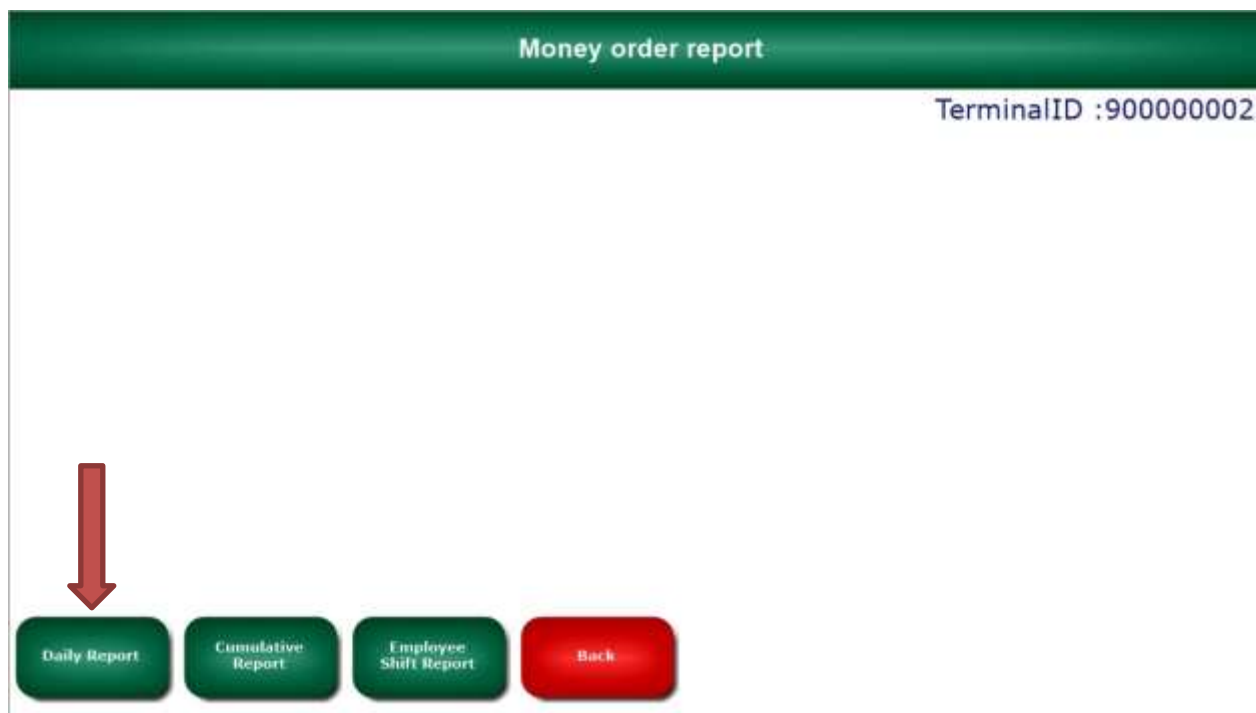 Money order report
TerminalID :900000002
Daily Report
Cumulative
Report
Employee
Shift Report
Back